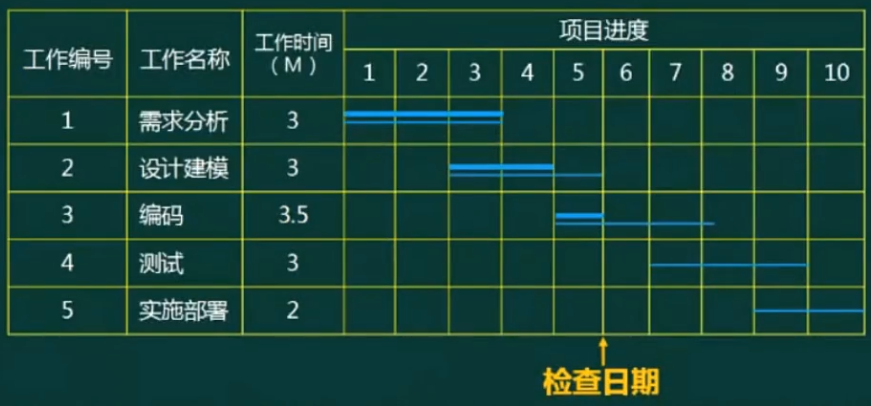 工作编号 工作名称 工作时间（M） 项目进度
1 2 3 4 5 6 7 8 9 10
1 需求分析 3
2 设计建模 3
3 编码 3.5
4 测试 3
5 实施部署 2
检查日期